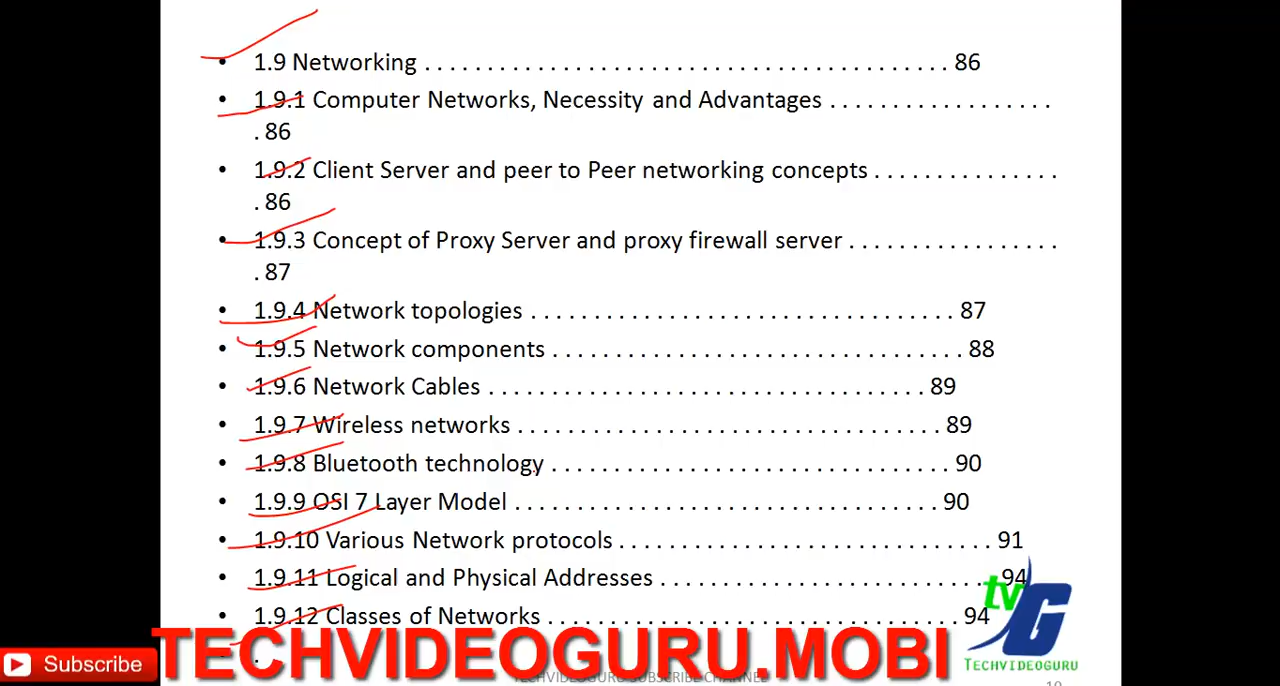 • 1.9 Networking . . . . . . . . . . . . . . . . . . . . . . . . . . . . . . . . . . . . . . . . . . 86
• 1.9.1 Computer Networks, Necessity and Advantages . . . . . . . . . . . . . . . . . .
. 86
• 1.9.2 Client Server and peer to Peer networking concepts . . . . . . . . . . . . . . .
. 86
• 1.9.3 Concept of Proxy Server and proxy firewall server . . . . . . . . . . . . . . . . .
. 87
• 1.9.4 Network topologies . . . . . . . . . . . . . . . . . . . . . . . . . . . . . . . . . . 87
• 1.9.5 Network components . . . . . . . . . . . . . . . . . . . . . . . . . . . . . . . . . 88
• 1.9.6 Network Cables . . . . . . . . . . . . . . . . . . . . . . . . . . . . . . . . . . . 89
• 1.9.7 Wireless networks . . . . . . . . . . . . . . . . . . . . . . . . . . . . . . . . . . 89
• 1.9.8 Bluetooth technology . . . . . . . . . . . . . . . . . . . . . . . . . . . . . . . . 90
• 1.9.9 OSI 7 Layer Model . . . . . . . . . . . . . . . . . . . . . . . . . . . . . . . . . . 90
• 1.9.10 Various Network protocols . . . . . . . . . . . . . . . . . . . . . . . . . . . . . . 91
• 1.9.11 Logical and Physical Addresses . . . . . . . . . . . . . . . . . . . . . . . . . . . 94
• 1.9.12 Classes of Networks . . . . . . . . . . . . . . . . . . . . . . . . . . . . . . . . . . 94
tvG
TECHVIDEOGURU
Subscribe
TECHVIDEOGURU.MOBI
TECHVIDEOGURU SUBSCRIBE CHANNEL